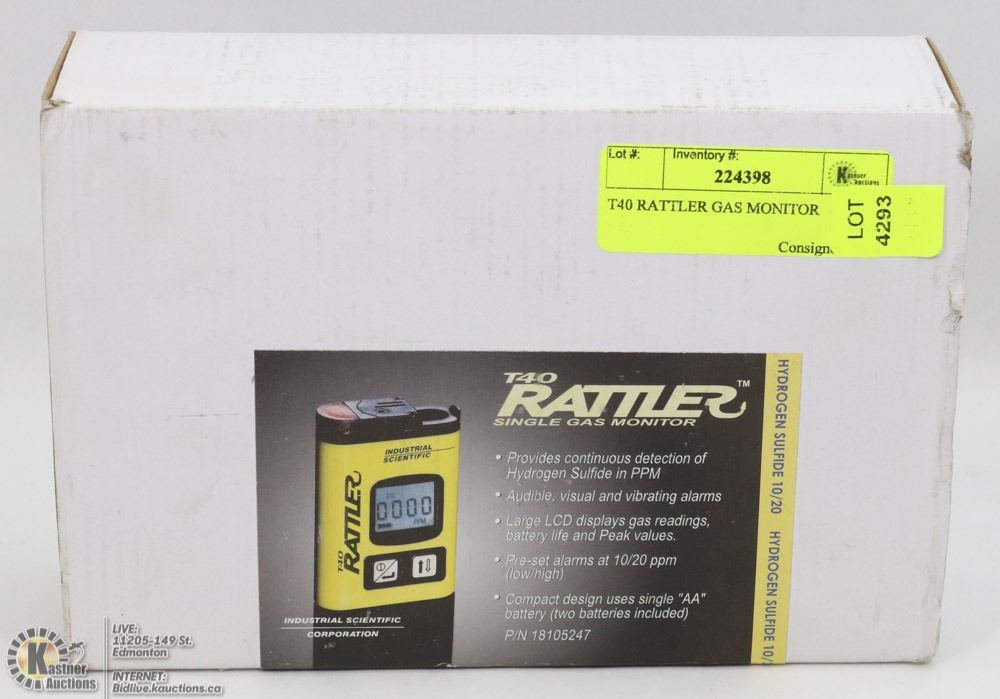 Lot #:
Inventory #:
224398
Kastner
Auctions
T40 RATTLER GAS MONITOR
LOT
4293
T40
RATTLER™
SINGLE GAS MONITOR
• Provides continuous detection of
Hydrogen Sulfide in PPM
• Audible, visual and vibrating alarms
• Large LCD displays gas readings,
battery life and Peak values.
• Pre-set alarms at 10/20 ppm
(low/high)
• Compact design uses single "AA"
battery (two batteries included)
P/N 18105247
HYDROGEN SULFIDE 10/20 HYDROGEN SULFIDE 10/
INDUSTRIAL
SCIENTIFIC
T40 RATTLER
0000
PPM
INDUSTRIAL SCIENTIFIC
CORPORATION
Kastner
Auctions
LIVE:
11205-149 St.
Edmonton
INTERNET:
Bidlive.kauctions.ca